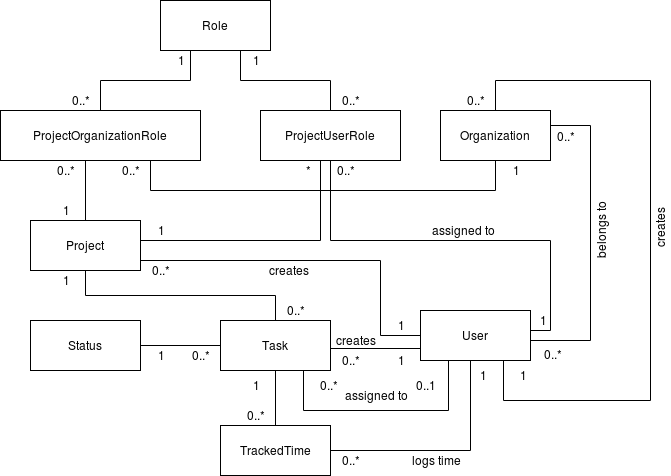 Role
1 1
0..* 0..* 0..*
ProjectOrganizationRole ProjectUserRole Organization
0..*
0..* 0..* * 0..* 1
belongs to
creates
1 1 assigned to
Project
0..* creates
1
0..* 1 1
Status Task creates User
1 0..* 0..* 1 0..*
1 0..* 0..1 1 1
assigned to
0..*
TrackedTime
0..* logs time